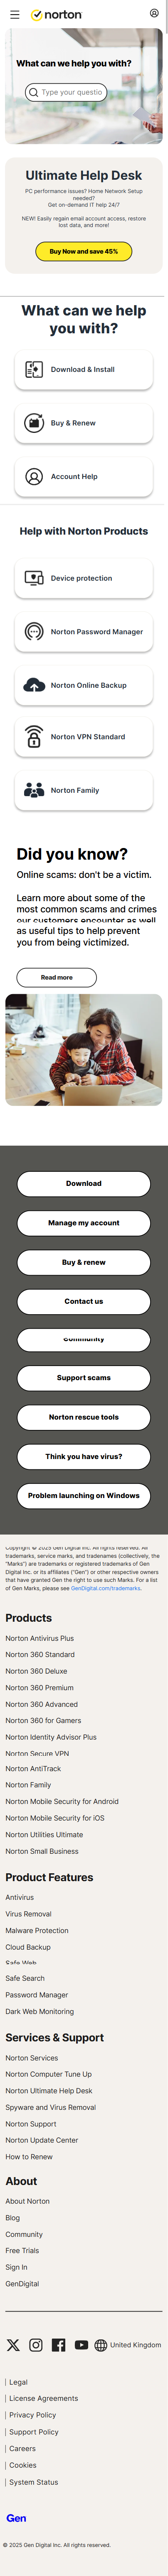 norton
What can we help you with?
Type your questio
Ultimate Help Desk
PC performance issues? Home Network Setup
needed?
Get on-demand IT help 24/7
NEW! Easily regain email account access, restore
lost data, and more!
Buy Now and save 45%
What can we help
you with?
Download & Install
Buy & Renew
Account Help
Help with Norton Products
Device protection
Norton Password Manager
Norton Online Backup
Norton VPN Standard
Norton Family
Did you know?
Online scams: don't be a victim.
Learn more about some of the
most common scams and crimes
our customers encounter as well
as useful tips to help prevent
you from being victimized.
Read more
Download
Manage my account
Buy & renew
Contact us
Community
Support scams
Norton rescue tools
Think you have virus?
Problem launching on Windows
Copyright © 2025 Gen Digital Inc. All rights reserved. All
trademarks, service marks, and tradenames (collectively, the
"Marks") are trademarks or registered trademarks of Gen
Digital Inc. or its affiliates ("Gen") or other respective owners
that have granted Gen the right to use such Marks. For a list
of Gen Marks, please see GenDigital.com/trademarks.
Products
Norton Antivirus Plus
Norton 360 Standard
Norton 360 Deluxe
Norton 360 Premium
Norton 360 Advanced
Norton 360 for Gamers
Norton Identity Advisor Plus
Norton Secure VPN
Norton AntiTrack
Norton Family
Norton Mobile Security for Android
Norton Mobile Security for iOS
Norton Utilities Ultimate
Norton Small Business
Product Features
Antivirus
Virus Removal
Malware Protection
Cloud Backup
Safe Web
Safe Search
Password Manager
Dark Web Monitoring
Services & Support
Norton Services
Norton Computer Tune Up
Norton Ultimate Help Desk
Spyware and Virus Removal
Norton Support
Norton Update Center
How to Renew
About
About Norton
Blog
Community
Free Trials
Sign In
GenDigital
United Kingdom
Legal
License Agreements
Privacy Policy
Support Policy
Careers
Cookies
System Status
Gen
© 2025 Gen Digital Inc. All rights reserved.